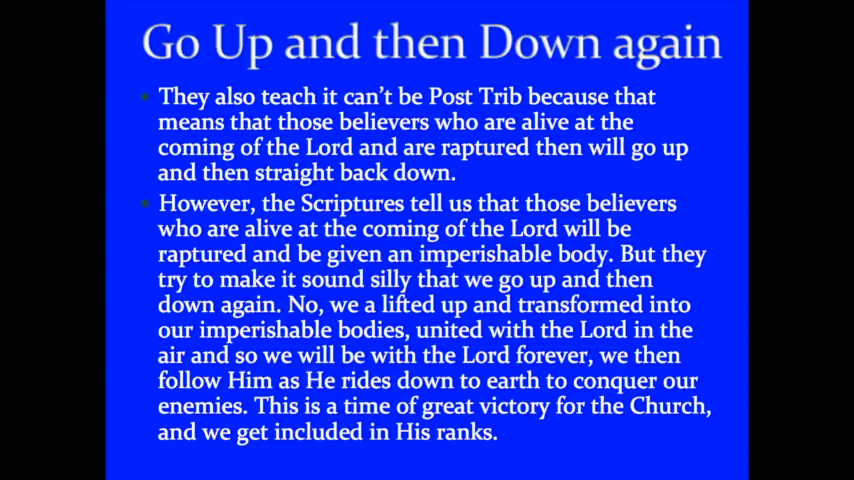 Go Up and then Down again
• They also teach it can't be Post Trib because that
means that those believers who are alive at the
coming of the Lord and are raptured then will go up
and then straight back down.
• However, the Scriptures tell us that those believers
who are alive at the coming of the Lord will be
raptured and be given an imperishable body. But they
try to make it sound silly that we go up and then
down again. No, we a lifted up and transformed into
our imperishable bodies, united with the Lord in the
air and so we will be with the Lord forever, we then
follow Him as He rides down to earth to conquer our
enemies. This is a time of great victory for the Church,
and we get included in His ranks.